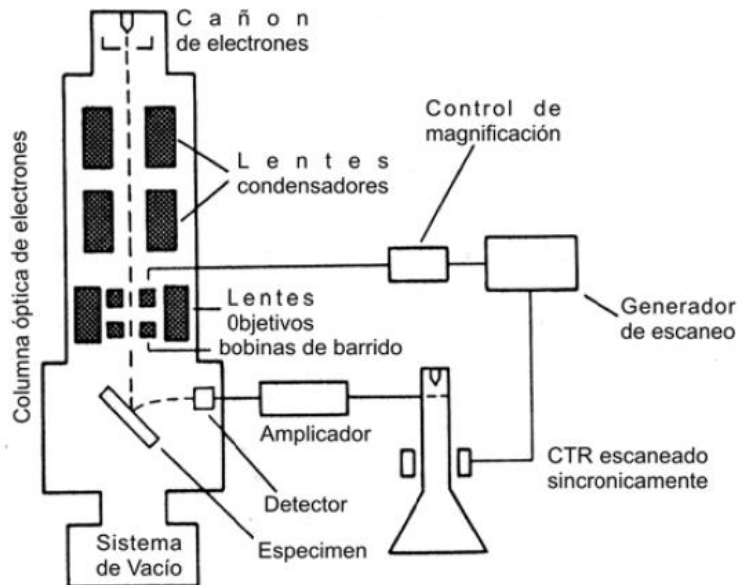 Cañón
de electrones
Control de
magnificación
Lentes
condensadores
Columna óptica de electrones
Lentes
0bjetivos
bobinas de barrido
Generador
de escaneo
Amplicador
CTR escaneado
sincronicamente
Detector
Especimen
Sistema
de Vacío